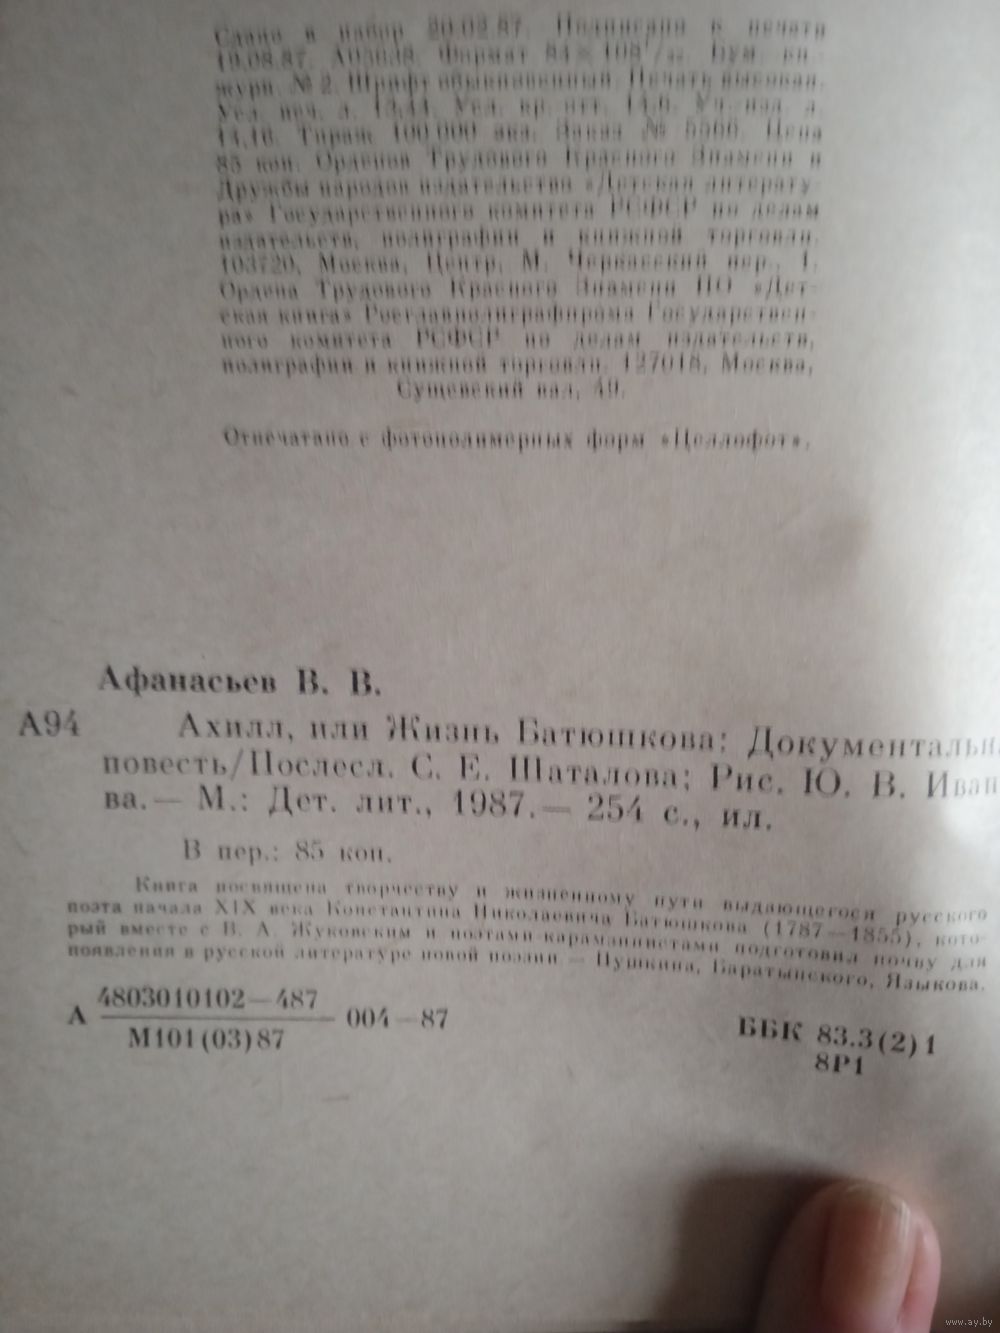 Сдано в набор 20.02.87. Подписано к печати
19.08.87. А03638. Формат 84×108 1/32. Бум. кн.-
журн. № 2. Шрифт обыкновенный. Печать высокая.
Усл. печ. л. 13,44. Усл. кр.-отт. 14,6. Уч.-изд. л.
14,16. Тираж 100 000 экз. Заказ № 5566. Цена
85 коп. Орденов Трудового Красного Знамени и
Дружбы народов издательство «Детская литерату-
ра» Государственного комитета РСФСР по делам
издательств, полиграфии и книжной торговли.
103720, Москва, Центр, М. Черкасский пер., 1.
Ордена Трудового Красного Знамени ПО «Дет-
ская книга» Росглавполиграфпрома Государствен-
ного комитета РСФСР по делам издательств,
полиграфии и книжной торговли. 127018, Москва,
Сущевский вал, 49.
Отпечатано с фотополимерных форм «Целлофот».
Афанасьев В. В.
А94 Ахилл, или Жизнь Батюшкова: Документальн
повесть/Послесл. С. Е. Шаталова; Рис. Ю. В. Иван
ва.— М.: Дет. лит., 1987.— 254 с., ил.
В пер.: 85 коп.
Книга посвящена творчеству и жизненному пути выдающегося русского
поэта начала XIX века Константина Николаевича Батюшкова (1787—1855), кото-
рый вместе с В. А. Жуковским и поэтами-карамзинистами подготовил почву для
появления в русской литературе новой поэзии — Пушкина, Баратынского, Языкова.
А 4803010102—487 004—87
М101(03)87
ББК 83.3(2)1
8Р1
www.ay.by